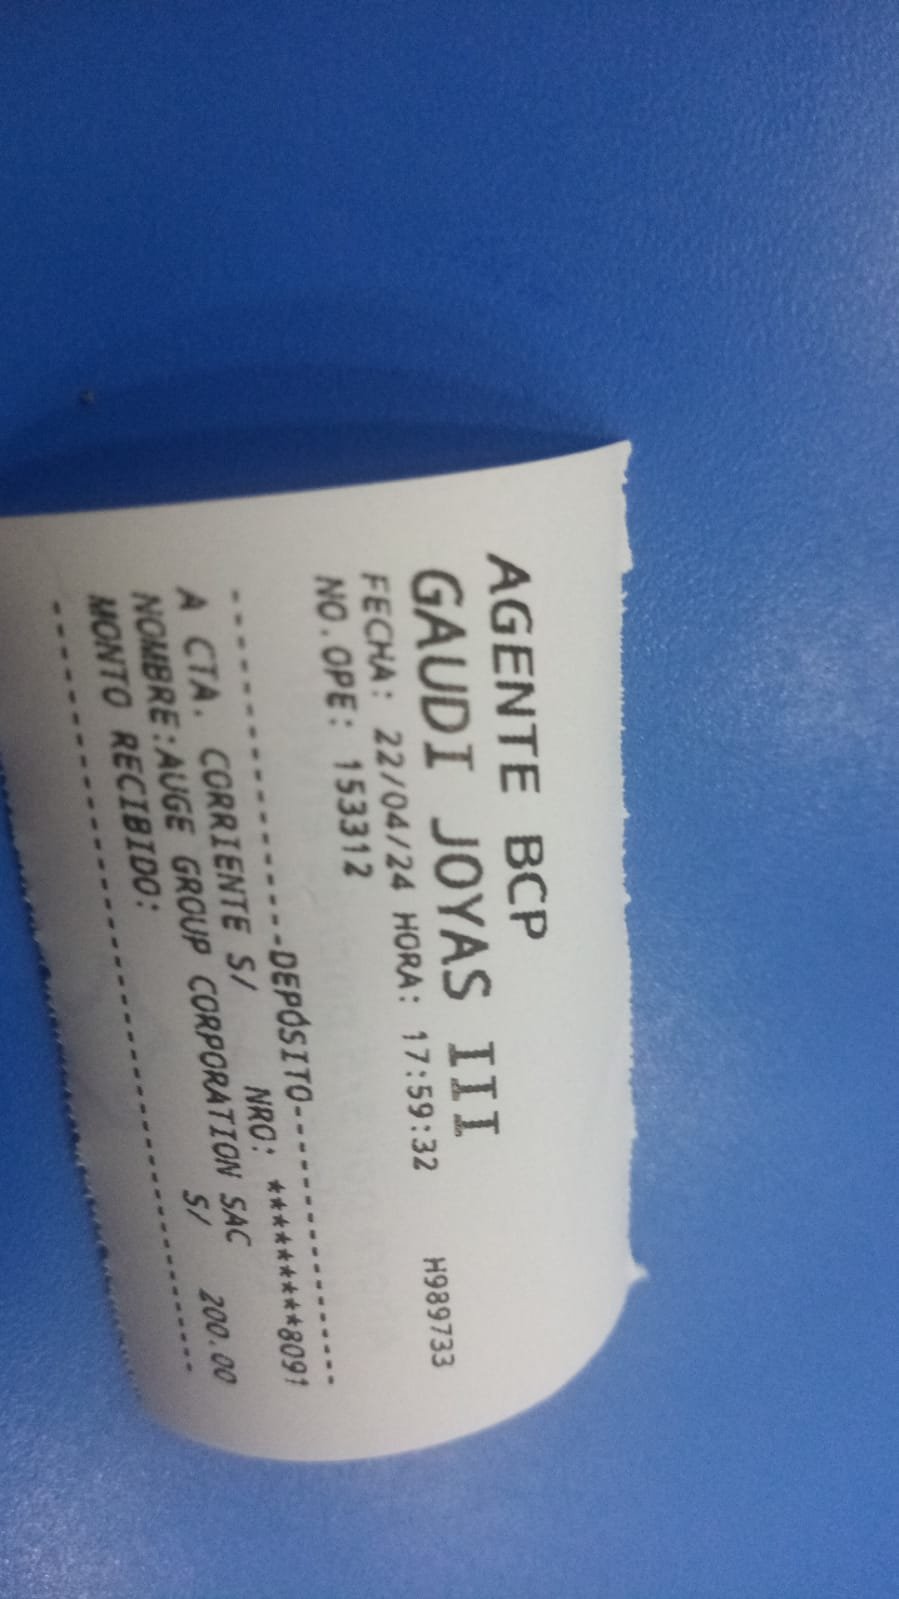 AGENTE BCP
GAUDI JOYAS III
FECHA: 22/04/24 HORA: 17:59:32 H989733
NO.OPE: 153312
--------------------DEPÓSITO--------------------
A CTA. CORRIENTE S/ NRO: *********8091
NOMBRE:AUGE GROUP CORPORATION SAC
MONTO RECIBIDO: S/ 200.00
------------------------------------------------